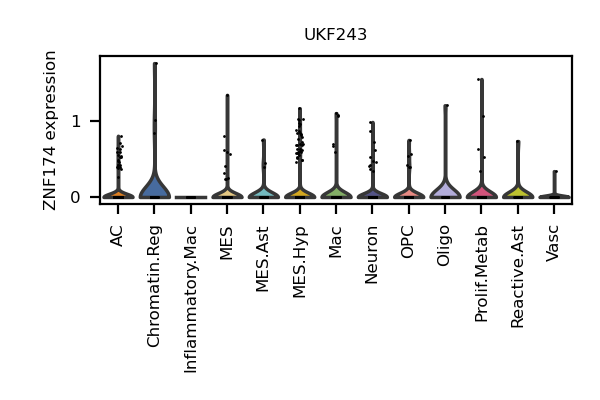 UKF243
ZNF174 expression
1
0
AC
Chromatin.Reg
Inflammatory.Mac
MES
MES.Ast
MES.Hyp
Mac
Neuron
OPC
Oligo
Prolif.Metab
Reactive.Ast
Vasc